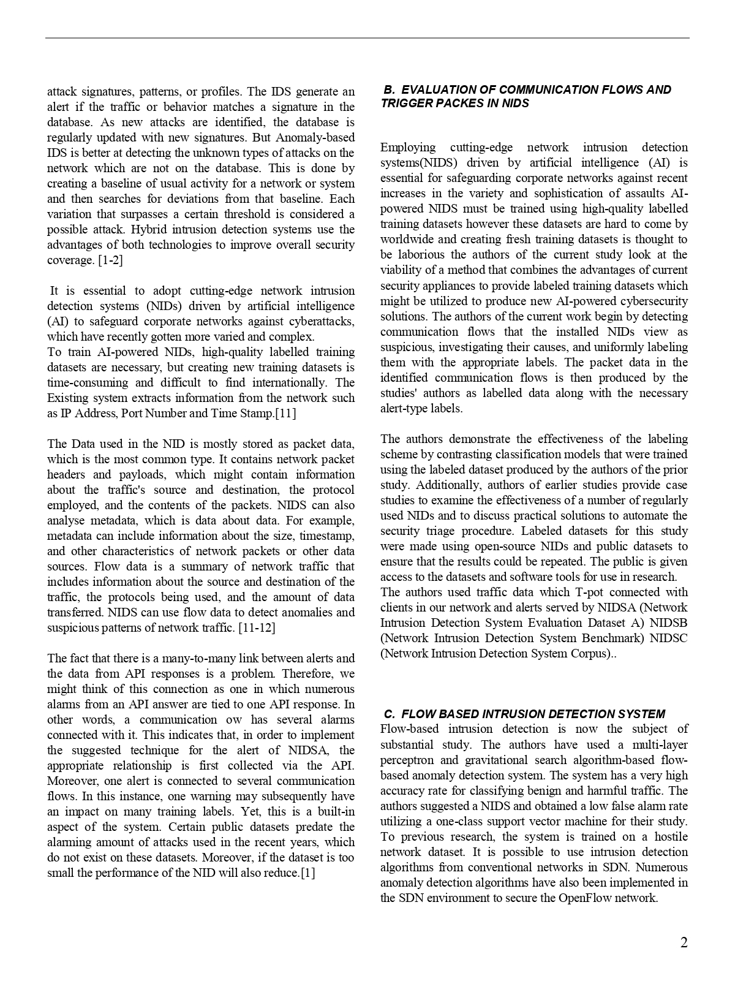 attack signatures, patterns, or profiles. The IDS generate an
alert if the traffic or behavior matches a signature in the
database. As new attacks are identified, the database is
regularly updated with new signatures. But Anomaly-based
IDS is better at detecting the unknown types of attacks on the
network which are not on the database. This is done by
creating a baseline of usual activity for a network or system
and then searches for deviations from that baseline. Each
variation that surpasses a certain threshold is considered a
possible attack. Hybrid intrusion detection systems use the
advantages of both technologies to improve overall security
coverage. [1-2]
It is essential to adopt cutting-edge network intrusion
detection systems (NIDs) driven by artificial intelligence
(AI) to safeguard corporate networks against cyberattacks,
which have recently gotten more varied and complex.
To train AI-powered NIDs, high-quality labelled training
datasets are necessary, but creating new training datasets is
time-consuming and difficult to find internationally. The
Existing system extracts information from the network such
as IP Address, Port Number and Time Stamp.[11]
The Data used in the NID is mostly stored as packet data,
which is the most common type. It contains network packet
headers and payloads, which might contain information
about the traffic's source and destination, the protocol
employed, and the contents of the packets. NIDS can also
analyse metadata, which is data about data. For example,
metadata can include information about the size, timestamp,
and other characteristics of network packets or other data
sources. Flow data is a summary of network traffic that
includes information about the source and destination of the
traffic, the protocols being used, and the amount of data
transferred. NIDS can use flow data to detect anomalies and
suspicious patterns of network traffic. [11-12]
The fact that there is a many-to-many link between alerts and
the data from API responses is a problem. Therefore, we
might think of this connection as one in which numerous
alarms from an API answer are tied to one API response. In
other words, a communication ow has several alarms
connected with it. This indicates that, in order to implement
the suggested technique for the alert of NIDSA, the
appropriate relationship is first collected via the API.
Moreover, one alert is connected to several communication
flows. In this instance, one warning may subsequently have
an impact on many training labels. Yet, this is a built-in
aspect of the system. Certain public datasets predate the
alarming amount of attacks used in the recent years, which
do not exist on these datasets. Moreover, if the dataset is too
small the performance of the NID will also reduce.[1]
B. EVALUATION OF COMMUNICATION FLOWS AND
TRIGGER PACKES IN NIDS
Employing cutting-edge network intrusion detection
systems(NIDS) driven by artificial intelligence (AI) is
essential for safeguarding corporate networks against recent
increases in the variety and sophistication of assaults AI-
powered NIDS must be trained using high-quality labelled
training datasets however these datasets are hard to come by
worldwide and creating fresh training datasets is thought to
be laborious the authors of the current study look at the
viability of a method that combines the advantages of current
security appliances to provide labeled training datasets which
might be utilized to produce new AI-powered cybersecurity
solutions. The authors of the current work begin by detecting
communication flows that the installed NIDs view as
suspicious, investigating their causes, and uniformly labeling
them with the appropriate labels. The packet data in the
identified communication flows is then produced by the
studies' authors as labelled data along with the necessary
alert-type labels.
The authors demonstrate the effectiveness of the labeling
scheme by contrasting classification models that were trained
using the labeled dataset produced by the authors of the prior
study. Additionally, authors of earlier studies provide case
studies to examine the effectiveness of a number of regularly
used NIDs and to discuss practical solutions to automate the
security triage procedure. Labeled datasets for this study
were made using open-source NIDs and public datasets to
ensure that the results could be repeated. The public is given
access to the datasets and software tools for use in research.
The authors used traffic data which T-pot connected with
clients in our network and alerts served by NIDSA (Network
Intrusion Detection System Evaluation Dataset A) NIDSB
(Network Intrusion Detection System Benchmark) NIDSC
(Network Intrusion Detection System Corpus)..
C. FLOW BASED INTRUSION DETECTION SYSTEM
Flow-based intrusion detection is now the subject of
substantial study. The authors have used a multi-layer
perceptron and gravitational search algorithm-based flow-
based anomaly detection system. The system has a very high
accuracy rate for classifying benign and harmful traffic. The
authors suggested a NIDS and obtained a low false alarm rate
utilizing a one-class support vector machine for their study.
To previous research, the system is trained on a hostile
network dataset. It is possible to use intrusion detection
algorithms from conventional networks in SDN. Numerous
anomaly detection algorithms have also been implemented in
the SDN environment to secure the OpenFlow network.
2